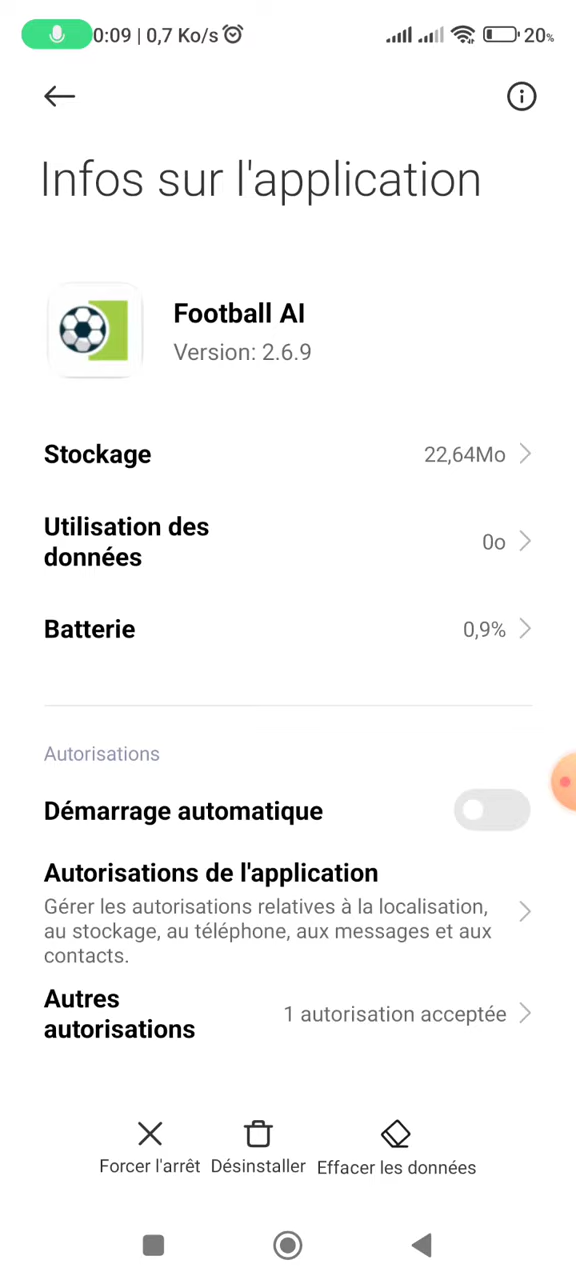 0:09 | 0,7 Ko/s 20%
Infos sur l'application
Football AI
Version: 2.6.9
Stockage 22,64Mo
Utilisation des
données 0o
Batterie 0,9%
Autorisations
Démarrage automatique
Autorisations de l'application
Gérer les autorisations relatives à la localisation,
au stockage, au téléphone, aux messages et aux
contacts.
Autres
autorisations 1 autorisation acceptée
Forcer l'arrêt Désinstaller Effacer les données